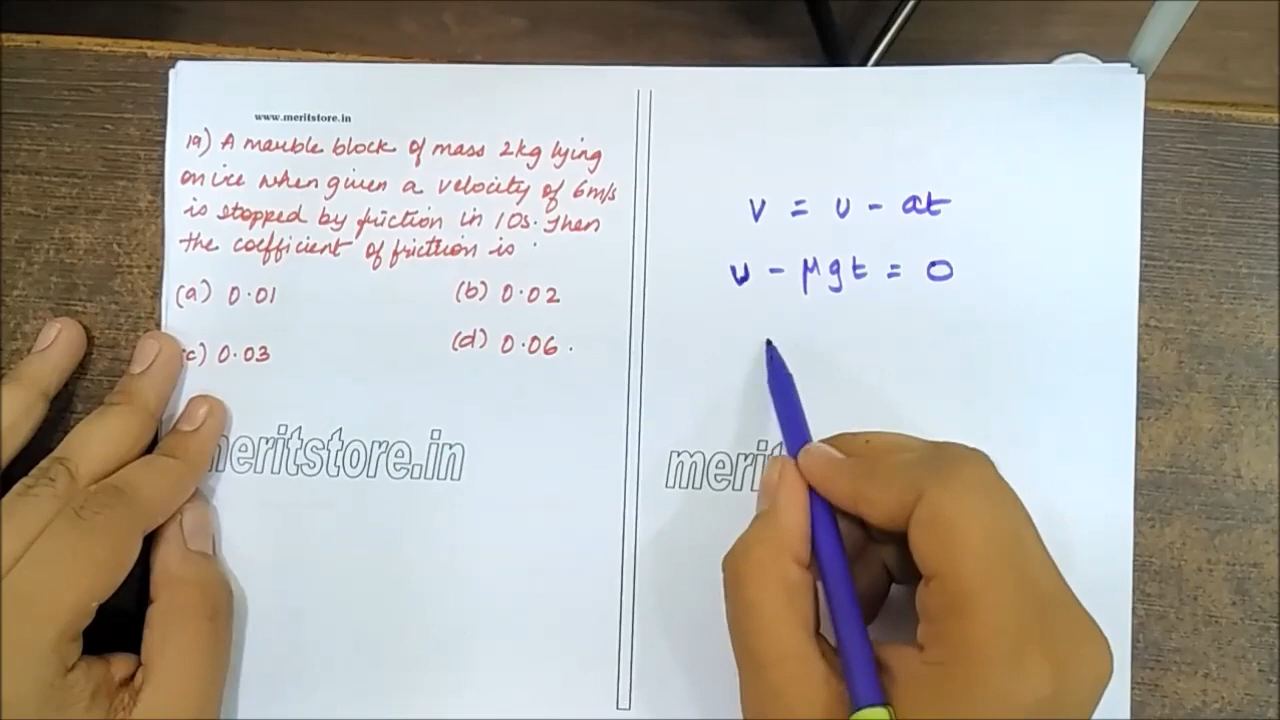 www.meritstore.in
19) A marble block of mass 2kg lying
on ice when given a velocity of 6m/s
is stopped by friction in 10s. Then
the coefficient of friction is
(a) 0.01 (b) 0.02
c) 0.03 (d) 0.06.
meritstore.in
v = u - at
u - μgt = 0
merit